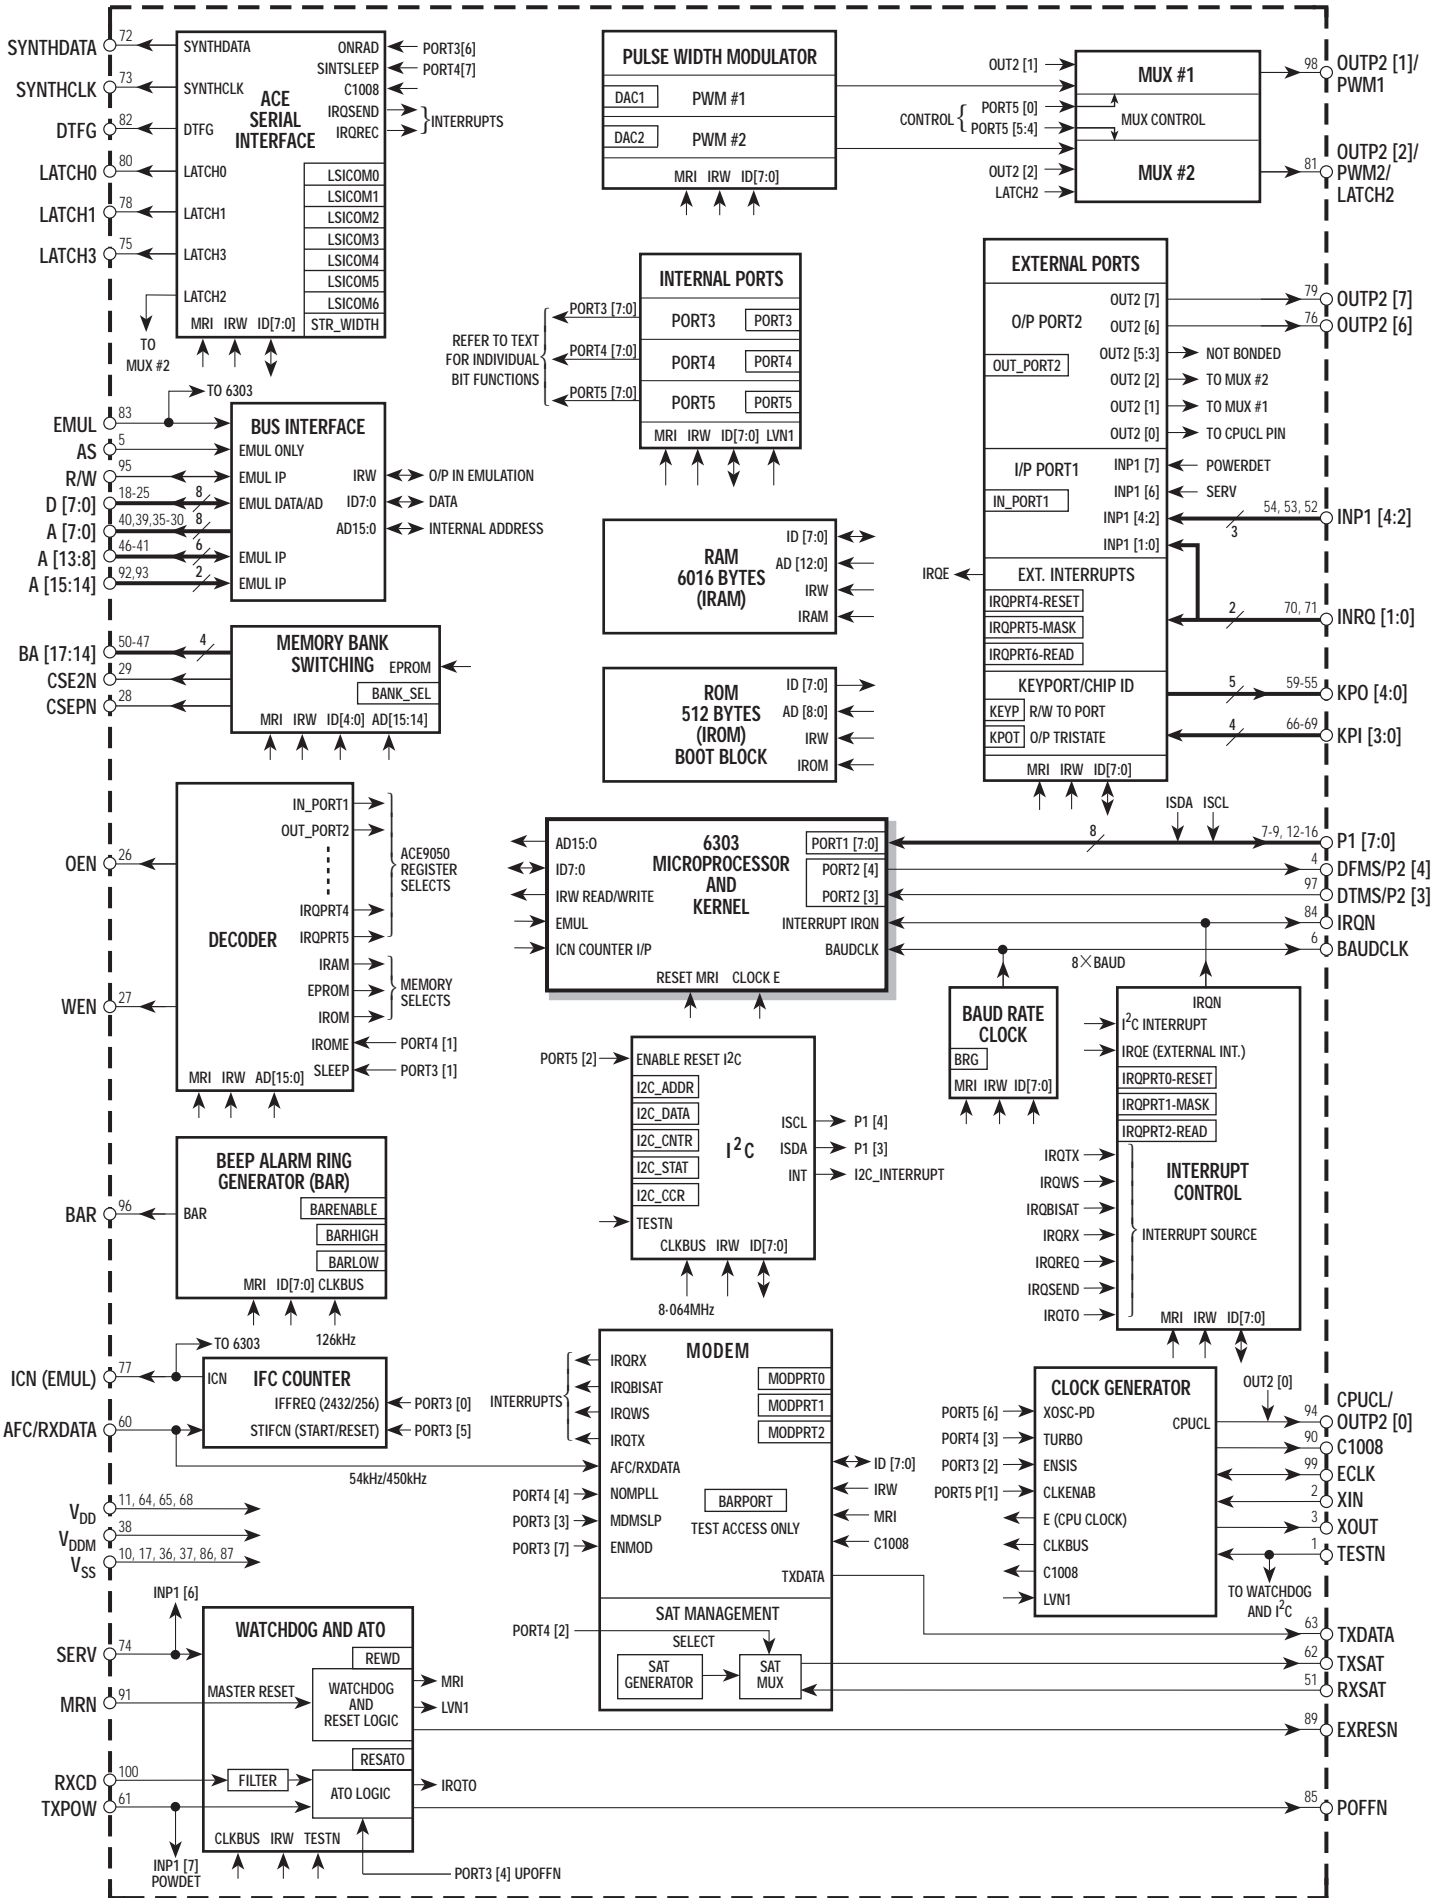 SYNTHDATA
72
SYNTHCLK
73
DTFG
82
LATCH0
80
LATCH1
78
LATCH3
75
SYNTHDATA
SYNTHCLK
DTFG
LATCH0
LATCH1
LATCH3
LATCH2
ACE
SERIAL
INTERFACE
ONRAD
SINTSLEEP
C1008
IRQSEND
IRQREC
PORT3[6]
PORT4[7]
INTERRUPTS
LSICOM0
LSICOM1
LSICOM2
LSICOM3
LSICOM4
LSICOM5
LSICOM6
STR_WIDTH
MRI IRW ID[7:0]
TO
MUX #2
PULSE WIDTH MODULATOR
DAC1 PWM #1
DAC2 PWM #2
MRI IRW ID[7:0]
OUT2 [1]
CONTROL
PORT5 [0]
PORT5 [5:4]
OUT2 [2]
LATCH2
MUX #1
MUX CONTROL
MUX #2
98
OUTP2 [1]/
PWM1
81
OUTP2 [2]/
PWM2/
LATCH2
INTERNAL PORTS
PORT3 [7:0]
PORT4 [7:0]
PORT5 [7:0]
PORT3 PORT3
PORT4 PORT4
PORT5 PORT5
MRI IRW ID[7:0] LVN1
REFER TO TEXT
FOR INDIVIDUAL
BIT FUNCTIONS
EXTERNAL PORTS
O/P PORT2
OUT_PORT2
OUT2 [7]
OUT2 [6]
OUT2 [5:3]
OUT2 [2]
OUT2 [1]
OUT2 [0]
NOT BONDED
TO MUX #2
TO MUX #1
TO CPUCL PIN
79
OUTP2 [7]
76
OUTP2 [6]
I/P PORT1
IN_PORT1
INP1 [7]
INP1 [6]
INP1 [4:2]
INP1 [1:0]
POWERDET
SERV
54, 53, 52
3
INP1 [4:2]
IRQE
EXT. INTERRUPTS
IRQPRT4-RESET
IRQPRT5-MASK
IRQPRT6-READ
2
70, 71
INRQ [1:0]
KEYPORT/CHIP ID
KEYP R/W TO PORT
KPOT O/P TRISTATE
5
59-55
KPO [4:0]
4
66-69
KPI [3:0]
MRI IRW ID[7:0]
TO 6303
EMUL
83
AS
5
R/W
95
D [7:0]
18-25
8
A [7:0]
40,39,35-30
8
A [13:8]
46-41
6
A [15:14]
92,93
2
BUS INTERFACE
EMUL ONLY
EMUL IP
EMUL DATA/AD
EMUL IP
EMUL IP
IRW
ID7:0
AD15:0
O/P IN EMULATION
DATA
INTERNAL ADDRESS
RAM
6016 BYTES
(IRAM)
ID [7:0]
AD [12:0]
IRW
IRAM
BA [17:14]
50-47
4
CSE2N
29
CSEPN
28
MEMORY BANK
SWITCHING
EPROM
BANK_SEL
MRI IRW ID[4:0] AD[15:14]
ROM
512 BYTES
(IROM)
BOOT BLOCK
ID [7:0]
AD [8:0]
IRW
IROM
OEN
26
WEN
27
DECODER
IN_PORT1
OUT_PORT2
IRQPRT4
IRQPRT5
IRAM
EPROM
IROM
IROME
SLEEP
ACE9050
REGISTER
SELECTS
MEMORY
SELECTS
PORT4 [1]
PORT3 [1]
MRI IRW AD[15:0]
AD15:O
ID7:0
IRW READ/WRITE
EMUL
ICN COUNTER I/P
6303
MICROPROCESSOR
AND
KERNEL
PORT1 [7:0]
PORT2 [4]
PORT2 [3]
INTERRUPT IRQN
BAUDCLK
RESET MRI CLOCK E
8
ISDA ISCL
7-9, 12-16
P1 [7:0]
4
DFMS/P2 [4]
97
DTMS/P2 [3]
84
IRQN
6
BAUDCLK
8×BAUD
BAUD RATE
CLOCK
BRG
MRI IRW ID[7:0]
IRQN
I2C INTERRUPT
IRQE (EXTERNAL INT.)
IRQPRT0-RESET
IRQPRT1-MASK
IRQPRT2-READ
INTERRUPT
CONTROL
INTERRUPT SOURCE
IRQTX
IRQWS
IRQBISAT
IRQRX
IRQREQ
IRQSEND
IRQTO
MRI IRW ID[7:0]
PORT5 [2]
ENABLE RESET I2C
I2C_ADDR
I2C_DATA
I2C_CNTR
I2C_STAT
I2C_CCR
I2C
ISCL
ISDA
INT
P1 [4]
P1 [3]
I2C_INTERRUPT
TESTN
CLKBUS IRW ID[7:0]
8·064MHz
BAR
96
BAR
BEEP ALARM RING
GENERATOR (BAR)
BARENABLE
BARHIGH
BARLOW
MRI ID[7:0] CLKBUS
126kHz
TO 6303
ICN (EMUL)
77
AFC/RXDATA
60
ICN
IFC COUNTER
IFFREQ (2432/256)
STIFCN (START/RESET)
PORT3 [0]
PORT3 [5]
54kHz/450kHz
VDD
11, 64, 65, 68
VDDM
38
VSS
10, 17, 36, 37, 86, 87
MODEM
INTERRUPTS
IRQRX
IRQBISAT
IRQWS
IRQTX
AFC/RXDATA
NOMPLL
MDMSLP
ENMOD
PORT4 [4]
PORT3 [3]
PORT3 [7]
MODPRT0
MODPRT1
MODPRT2
BARPORT
TEST ACCESS ONLY
ID [7:0]
IRW
MRI
C1008
TXDATA
SAT MANAGEMENT
PORT4 [2]
SELECT
SAT
GENERATOR
SAT
MUX
CLOCK GENERATOR
PORT5 [6]
PORT4 [3]
PORT3 [2]
PORT5 P[1]
XOSC-PD
TURBO
ENSIS
CLKENAB
E (CPU CLOCK)
CLKBUS
C1008
LVN1
CPUCL
OUT2 [0]
94
CPUCL/
OUTP2 [0]
90
C1008
99
ECLK
2
XIN
3
XOUT
1
TESTN
TO WATCHDOG
AND I2C
63
TXDATA
62
TXSAT
51
RXSAT
89
EXRESN
85
POFFN
INP1 [6]
SERV
74
MRN
91
RXCD
100
TXPOW
61
INP1 [7]
POWDET
WATCHDOG AND ATO
REWD
MASTER RESET
WATCHDOG
AND
RESET LOGIC
MRI
LVN1
RESATO
FILTER
ATO LOGIC
IRQTO
CLKBUS IRW TESTN
PORT3 [4] UPOFFN